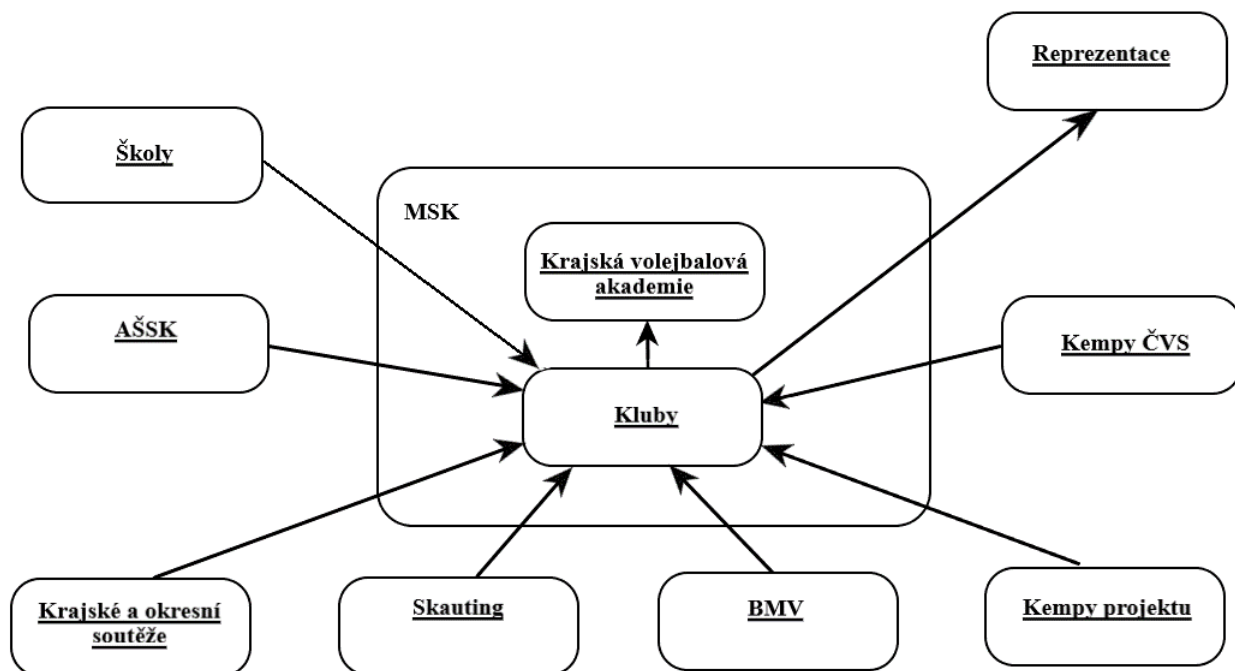 Reprezentace
Školy
MSK
Krajská volejbalová
akademie
AŠSK
Kempy ČVS
Kluby
Krajské a okresní
soutěže
Skauting
BMV
Kempy projektu